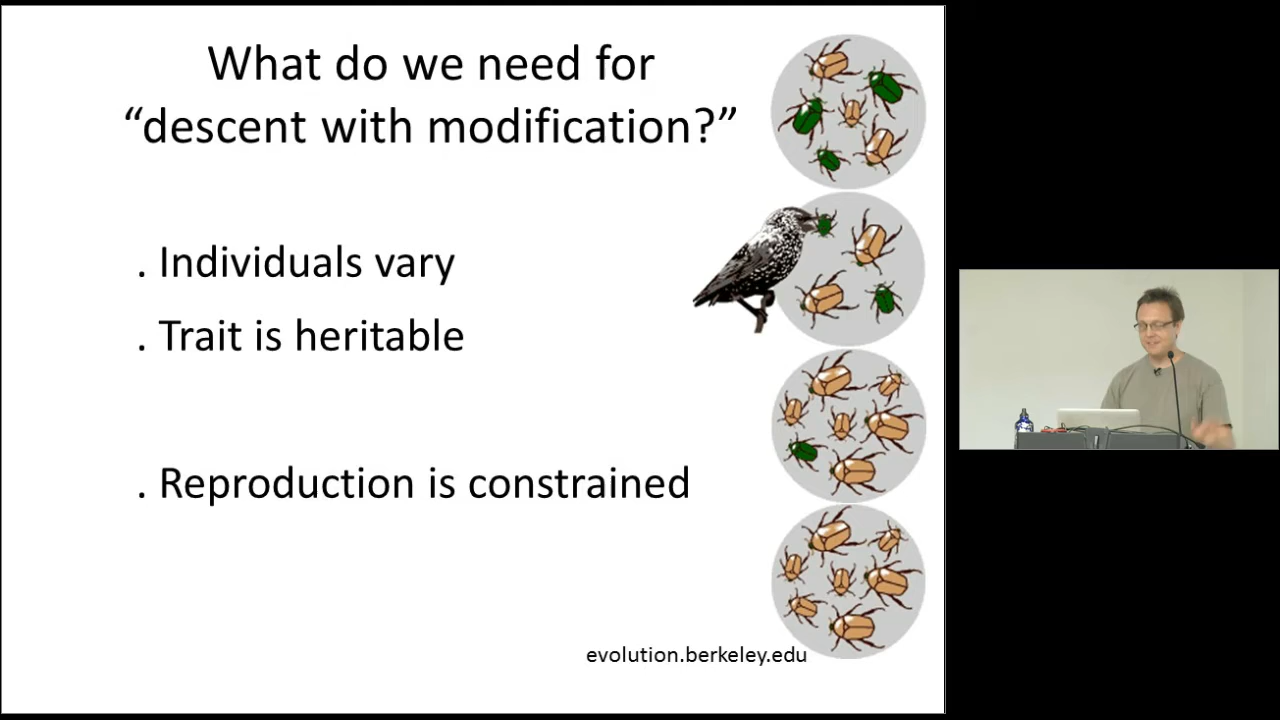 What do we need for
“descent with modification?”
. Individuals vary
. Trait is heritable
. Reproduction is constrained
evolution.berkeley.edu